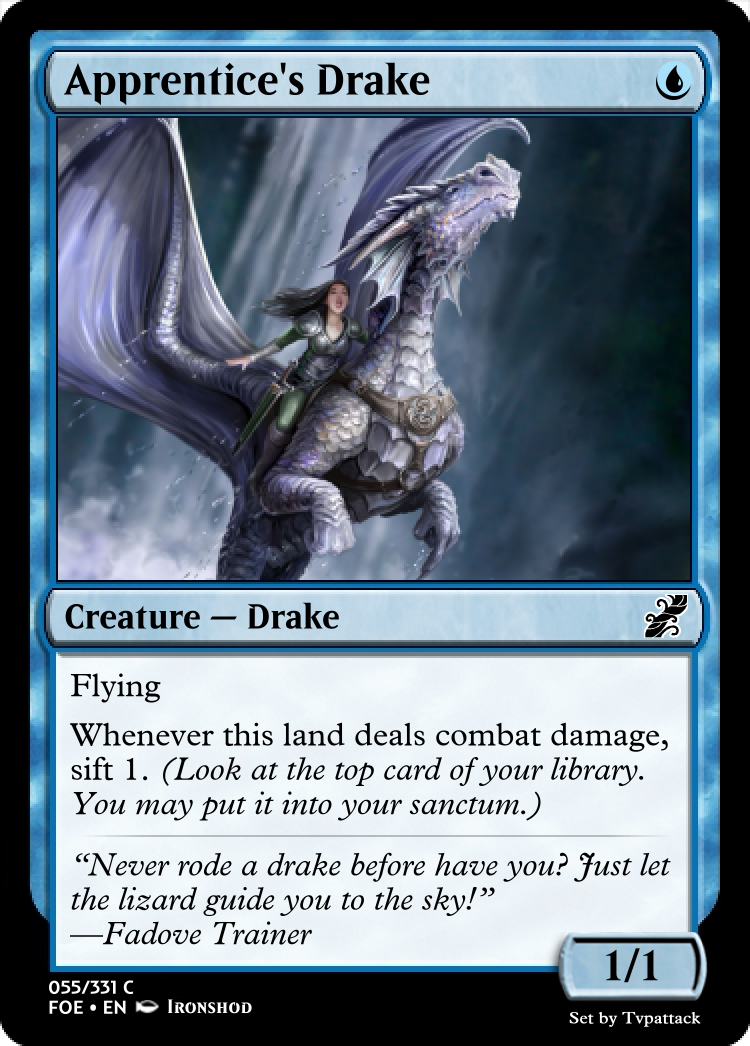 Apprentice's Drake
Creature — Drake
Flying
Whenever this land deals combat damage,
sift 1. (Look at the top card of your library.
You may put it into your sanctum.)
“Never rode a drake before have you? Just let
the lizard guide you to the sky!”
—Fadove Trainer
1/1
055/331 C
FOE • EN Ironshod
Set by Tvpattack